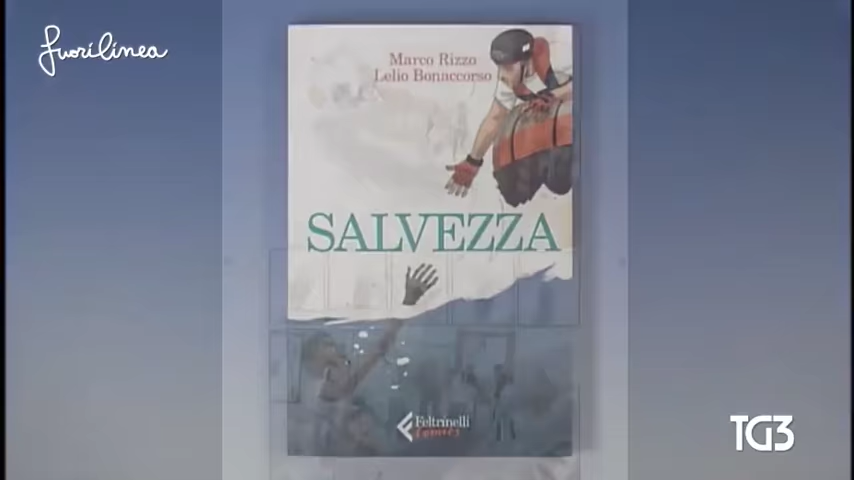 fuorilinea
Marco Rizzo
Lelio Bonaccorso
SALVEZZA
Feltrinelli
Comics
TG3